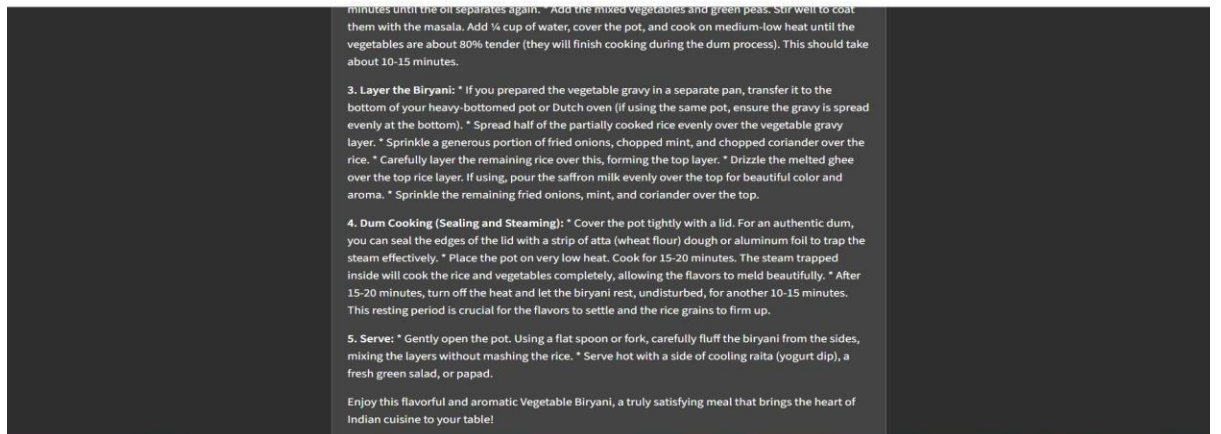 minutes until the oil separates again. * Add the mixed vegetables and green peas. Stir well to coat
them with the masala. Add ¼ cup of water, cover the pot, and cook on medium-low heat until the
vegetables are about 80% tender (they will finish cooking during the dum process). This should take
about 10-15 minutes.
3. Layer the Biryani: * If you prepared the vegetable gravy in a separate pan, transfer it to the
bottom of your heavy-bottomed pot or Dutch oven (if using the same pot, ensure the gravy is spread
evenly at the bottom). * Spread half of the partially cooked rice evenly over the vegetable gravy
layer. * Sprinkle a generous portion of fried onions, chopped mint, and chopped coriander over the
rice. * Carefully layer the remaining rice over this, forming the top layer. * Drizzle the melted ghee
over the top rice layer. If using, pour the saffron milk evenly over the top for beautiful color and
aroma. * Sprinkle the remaining fried onions, mint, and coriander over the top.
4. Dum Cooking (Sealing and Steaming): * Cover the pot tightly with a lid. For an authentic dum,
you can seal the edges of the lid with a strip of atta (wheat flour) dough or aluminum foil to trap the
steam effectively. * Place the pot on very low heat. Cook for 15-20 minutes. The steam trapped
inside will cook the rice and vegetables completely, allowing the flavors to meld beautifully. * After
15-20 minutes, turn off the heat and let the biryani rest, undisturbed, for another 10-15 minutes.
This resting period is crucial for the flavors to settle and the rice grains to firm up.
5. Serve: * Gently open the pot. Using a flat spoon or fork, carefully fluff the biryani from the sides,
mixing the layers without mashing the rice. * Serve hot with a side of cooling raita (yogurt dip), a
fresh green salad, or papad.
Enjoy this flavorful and aromatic Vegetable Biryani, a truly satisfying meal that brings the heart of
Indian cuisine to your table!